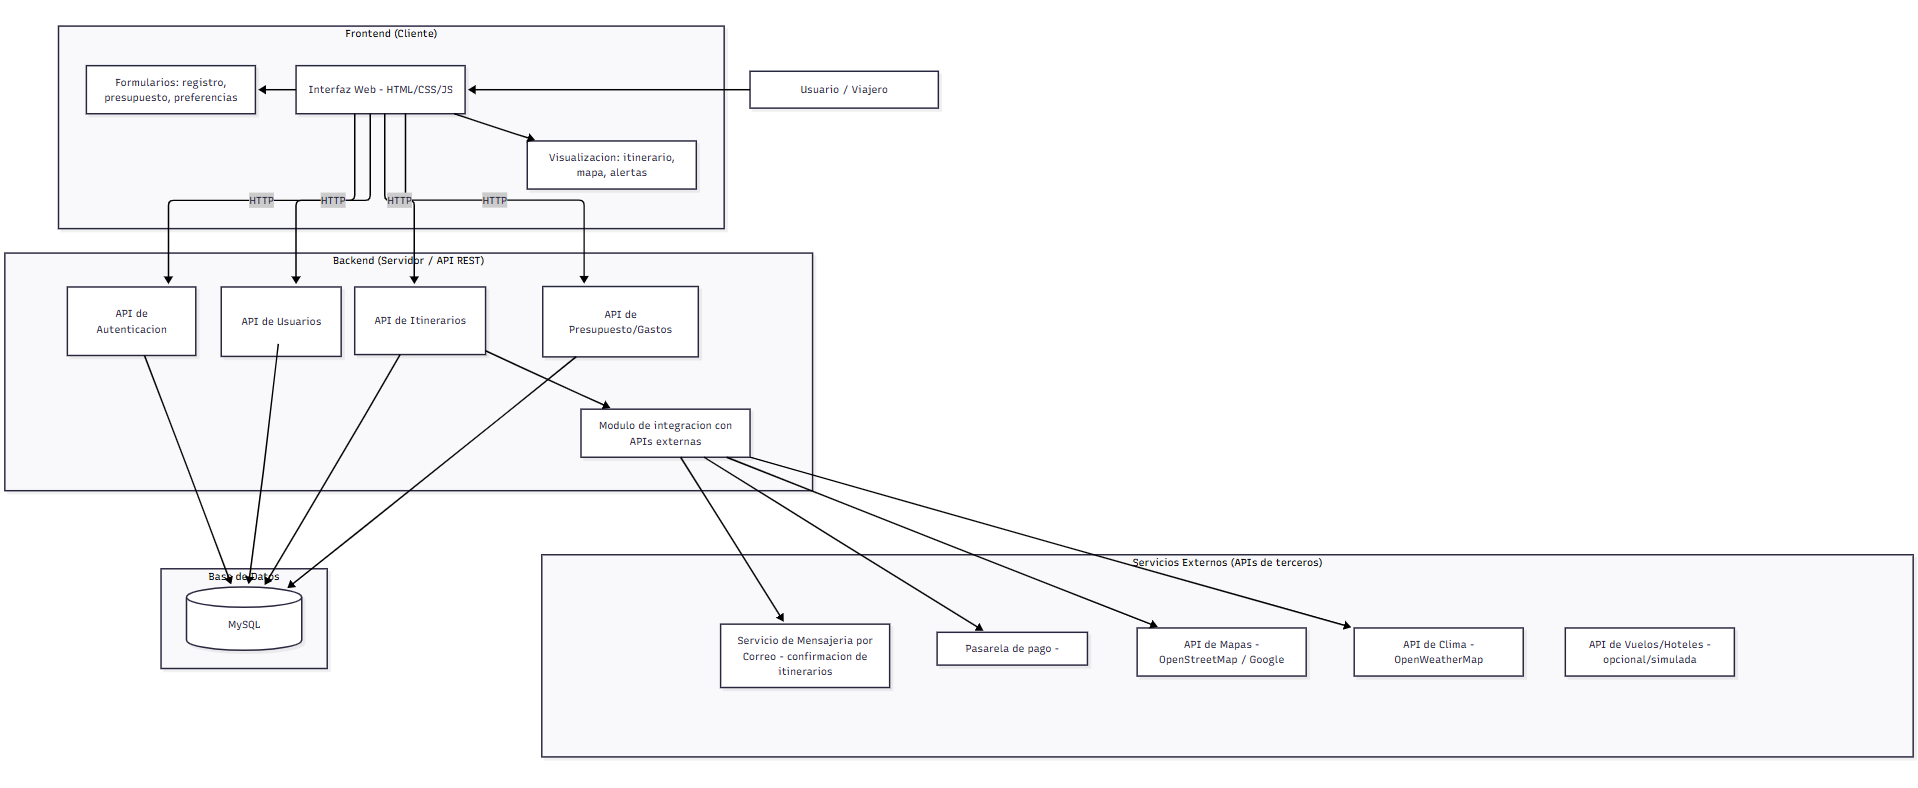 Frontend (Cliente)
Formularios: registro,
presupuesto, preferencias
Interfaz Web - HTML/CSS/JS
Usuario / Viajero
Visualizacion: itinerario,
mapa, alertas
HTTP
HTTP
HTTP
HTTP
Backend (Servidor / API REST)
API de
Autenticacion
API de Usuarios
API de Itinerarios
API de
Presupuesto/Gastos
Modulo de integracion con
APIs externas
Base de Datos
MySQL
Servicios Externos (APIs de terceros)
Servicio de Mensajeria por
Correo - confirmacion de
itinerarios
Pasarela de pago -
API de Mapas -
OpenStreetMap / Google
API de Clima -
OpenWeatherMap
API de Vuelos/Hoteles -
opcional/simulada